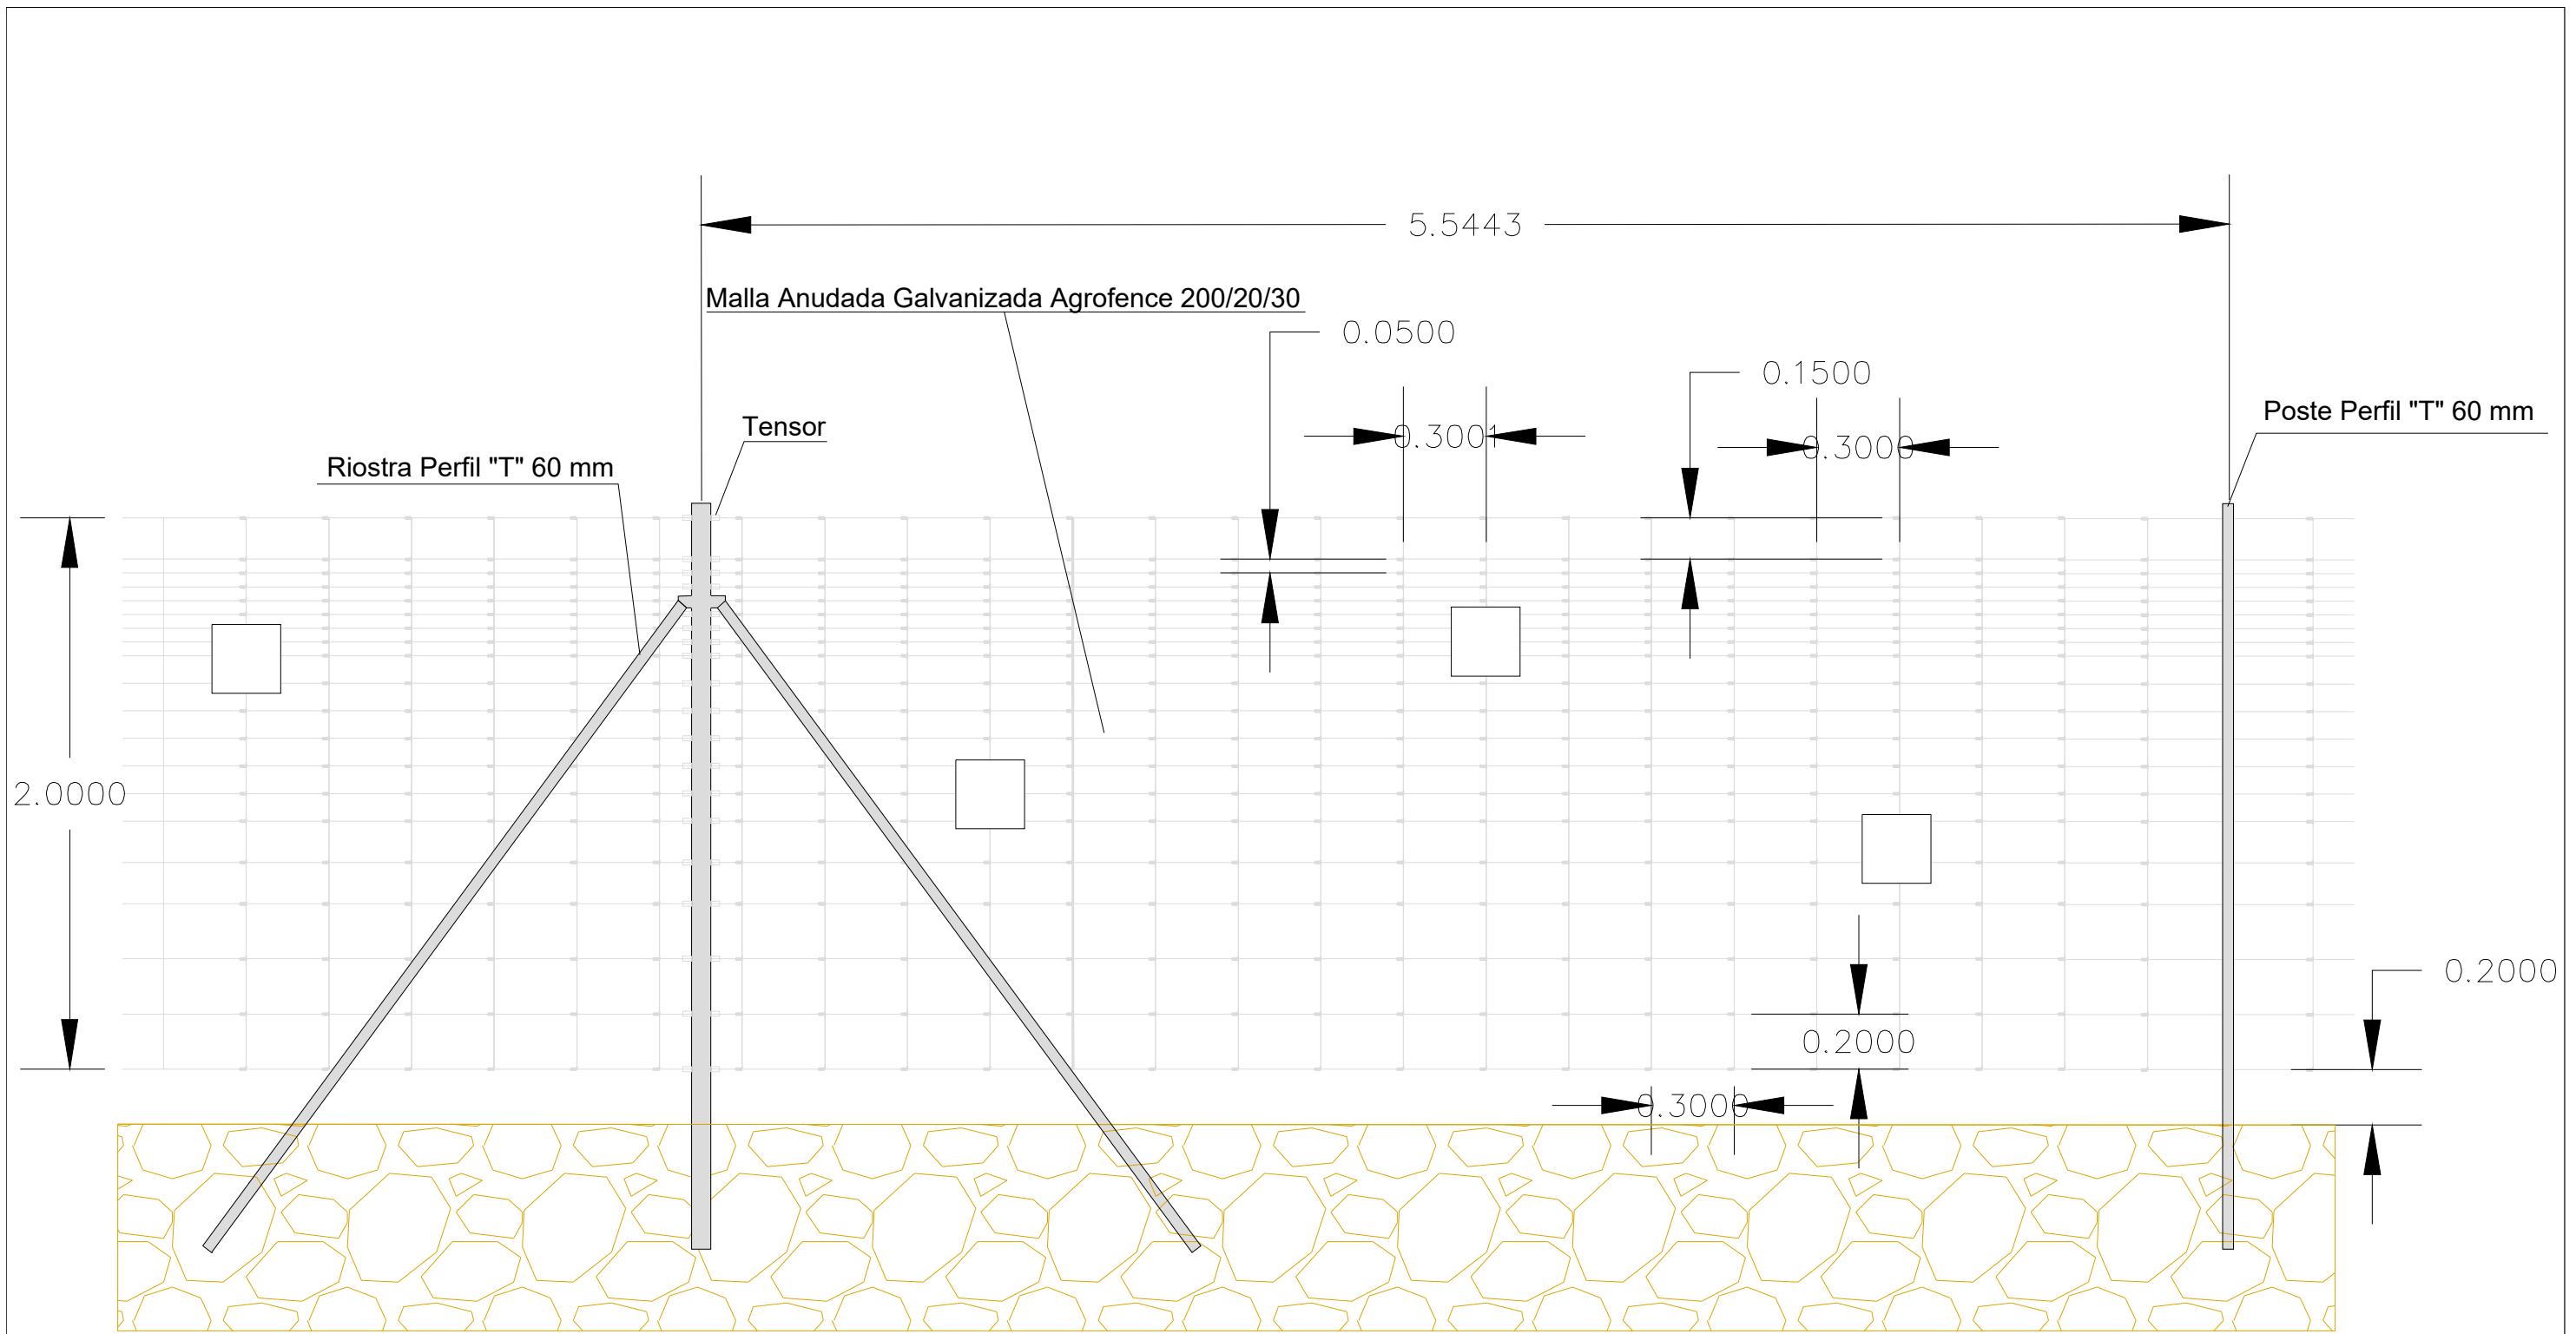 5.5443
Malla Anudada Galvanizada Agrofence 200/20/30
0.0500
0.1500
Poste Perfil "T" 60 mm
Tensor
0.3001
0.3000
Riostra Perfil "T" 60 mm
2.0000
0.2000
0.2000
0.3000